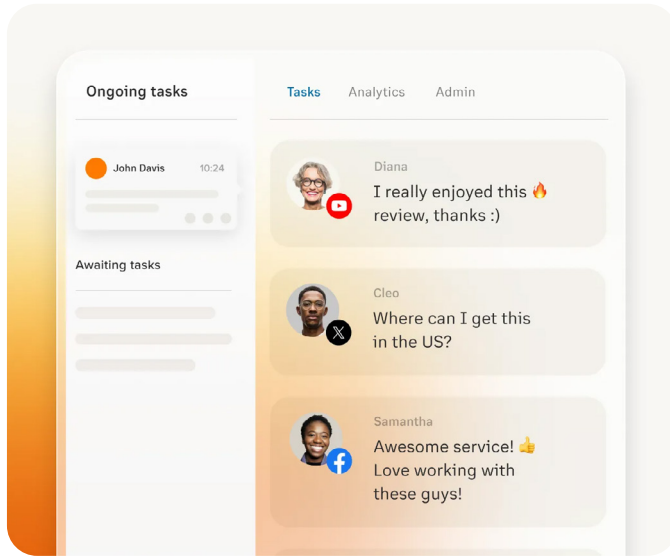 Ongoing tasks
John Davis 10:24
Awaiting tasks
Tasks Analytics Admin
Diana
I really enjoyed this 🔥
review, thanks :)
Cleo
Where can I get this
in the US?
Samantha
Awesome service! 👍
Love working with
these guys!